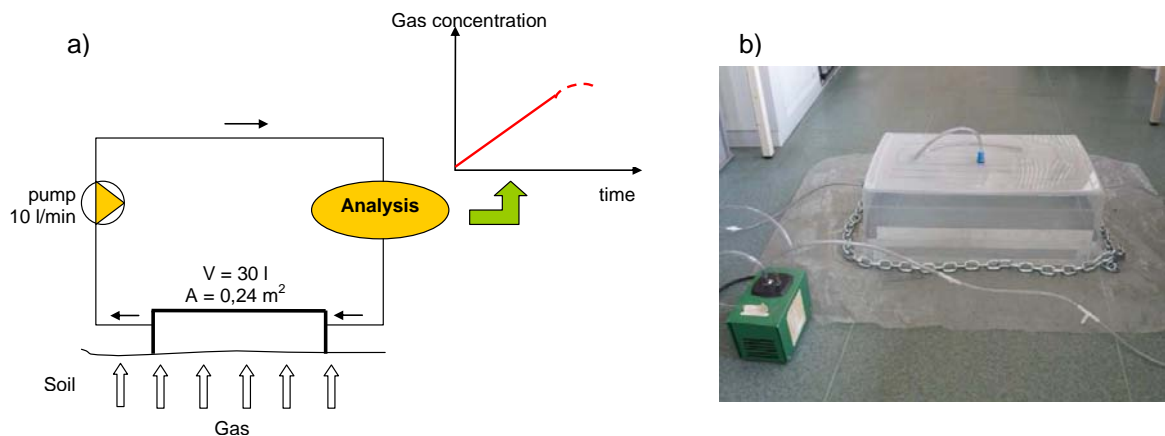 a)
Gas concentration
time
pump
10 l/min
Analysis
V = 30 l
A = 0,24 m²
Soil
Gas
b)